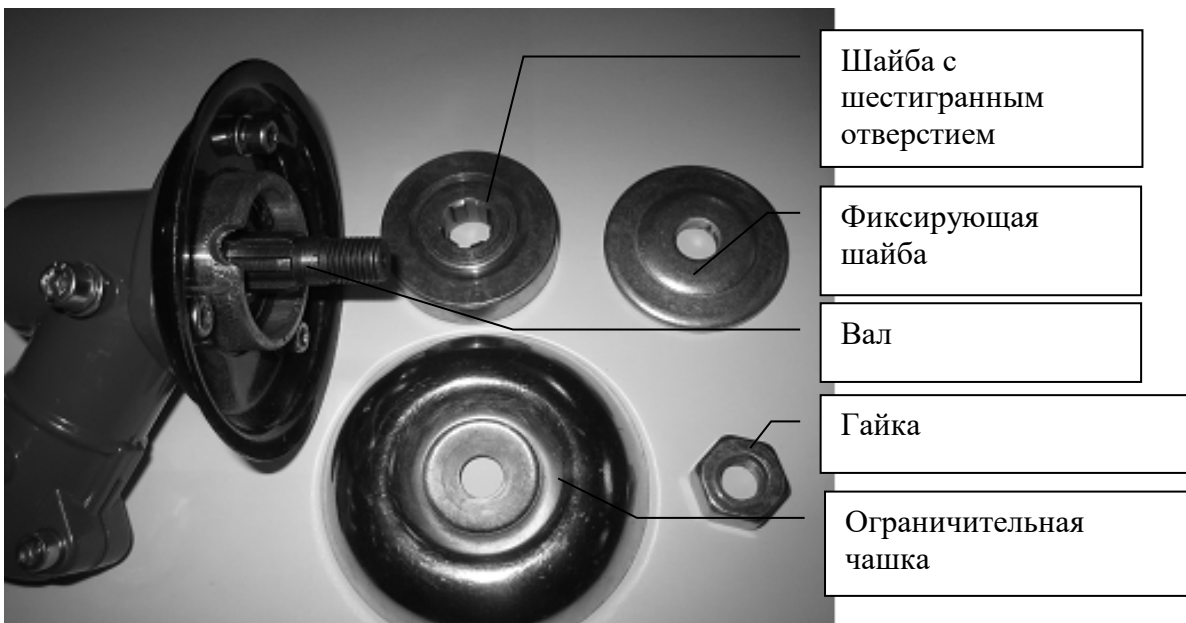 Шайба с
шестигранным
отверстием
Фиксирующая
шайба
Вал
Гайка
Ограничительная
чашка